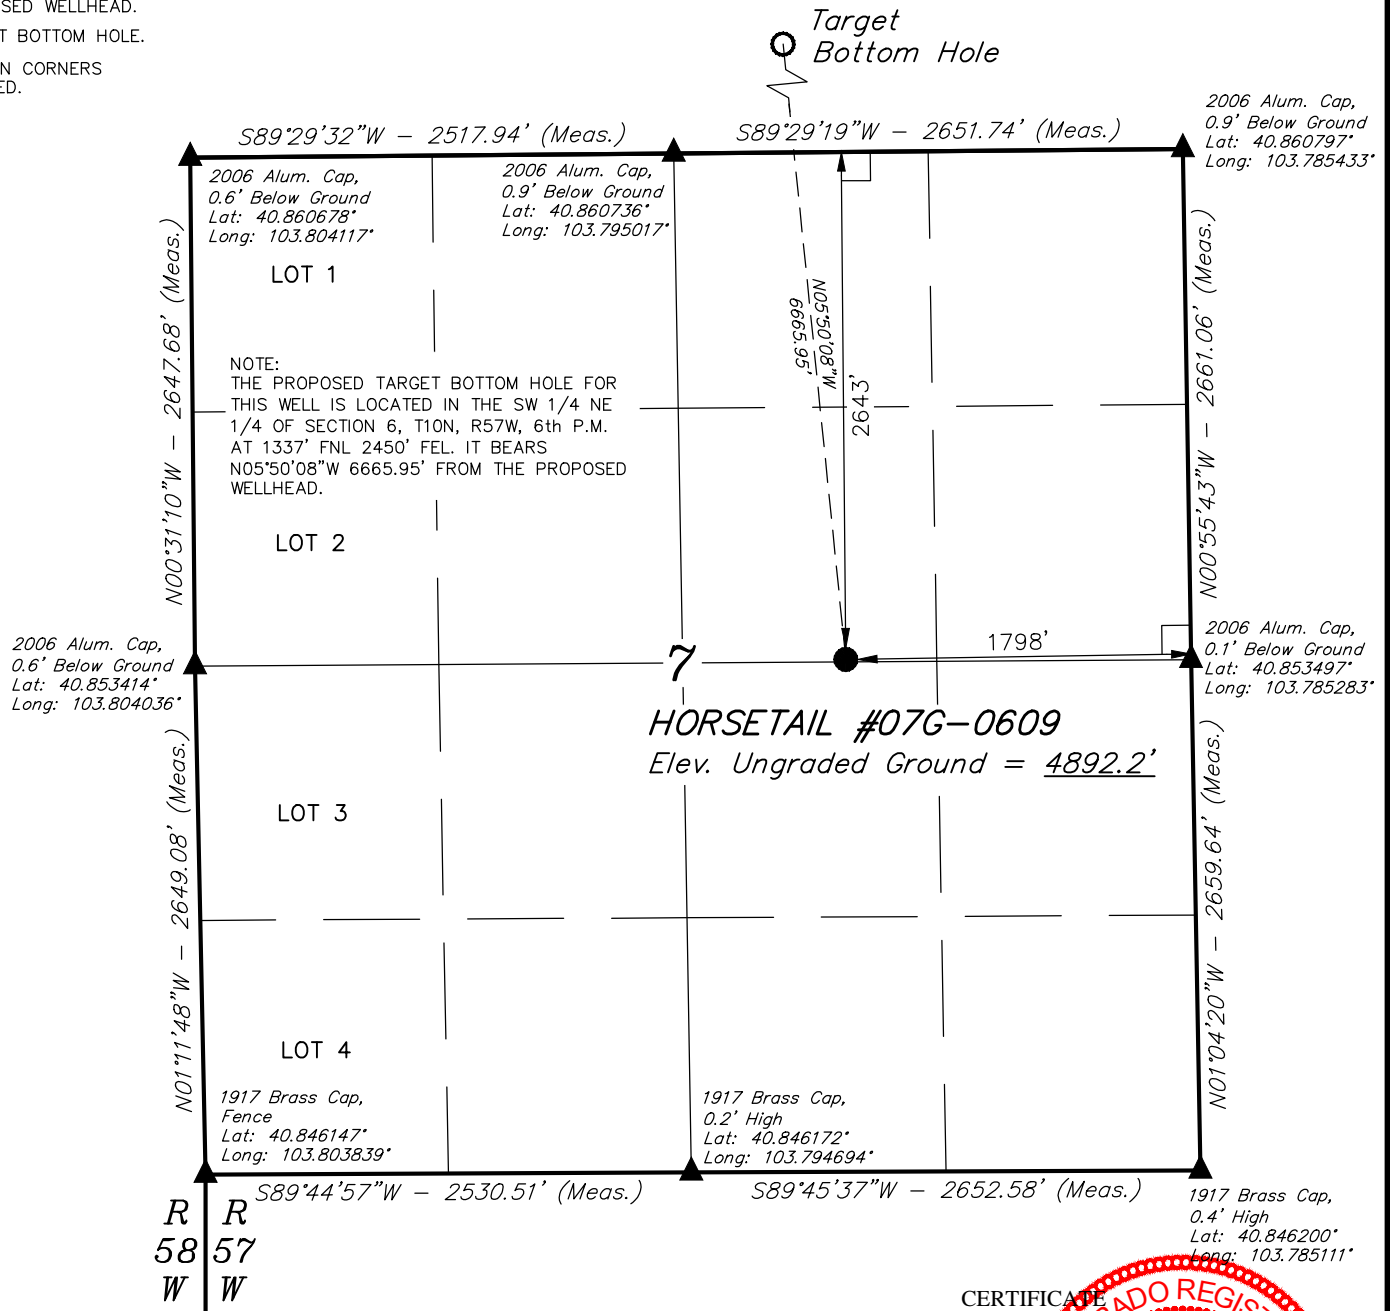 SED WELLHEAD.
T BOTTOM HOLE.
N CORNERS
ED.
Target
Bottom Hole
S89°29'32"W - 2517.94' (Meas.)
S89°29'19"W - 2651.74' (Meas.)
2006 Alum. Cap,
0.9' Below Ground
Lat: 40.860797°
Long: 103.785433°
2006 Alum. Cap,
0.6' Below Ground
Lat: 40.860678°
Long: 103.804117°
2006 Alum. Cap,
0.9' Below Ground
Lat: 40.860736°
Long: 103.795017°
LOT 1
N00°31'10"W - 2647.68' (Meas.)
N00°55'43"W - 2661.06' (Meas.)
N05°50'08"W
6665.95'
2643'
NOTE:
THE PROPOSED TARGET BOTTOM HOLE FOR
THIS WELL IS LOCATED IN THE SW 1/4 NE
1/4 OF SECTION 6, T10N, R57W, 6th P.M.
AT 1337' FNL 2450' FEL. IT BEARS
N05°50'08"W 6665.95' FROM THE PROPOSED
WELLHEAD.
LOT 2
2006 Alum. Cap,
0.6' Below Ground
Lat: 40.853414°
Long: 103.804036°
7
1798'
2006 Alum. Cap,
0.1' Below Ground
Lat: 40.853497°
Long: 103.785283°
HORSETAIL #07G-0609
Elev. Ungraded Ground = 4892.2'
LOT 3
N01°11'48"W - 2649.08' (Meas.)
N01°04'20"W - 2659.64' (Meas.)
LOT 4
1917 Brass Cap,
Fence
Lat: 40.846147°
Long: 103.803839°
1917 Brass Cap,
0.2' High
Lat: 40.846172°
Long: 103.794694°
S89°44'57"W - 2530.51' (Meas.)
S89°45'37"W - 2652.58' (Meas.)
1917 Brass Cap,
0.4' High
Lat: 40.846200°
Long: 103.785111°
R R
58 57
W W
CERTIFICATE
ADO REGIS